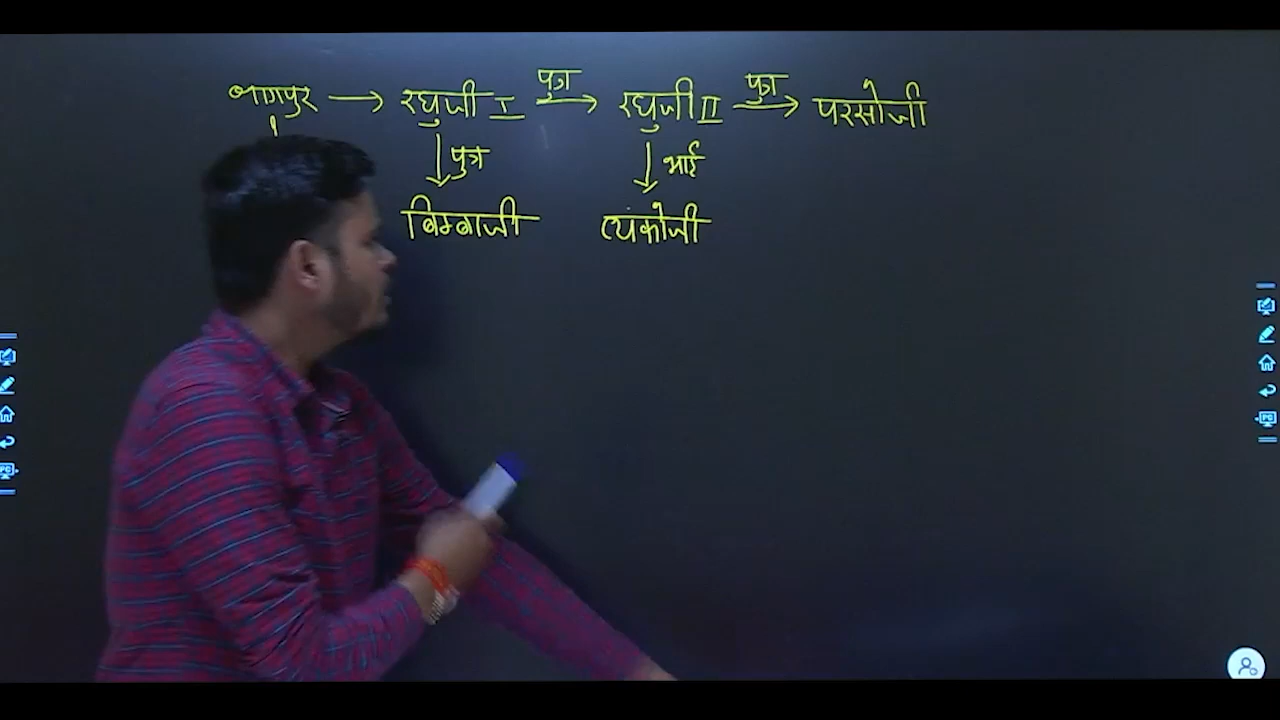 नागपुर → रघुजी I पुत्र → रघुजी II पुत्र → परसोजी
↓ पुत्र ↓ भाई
बिम्बाजी व्यंकोजी